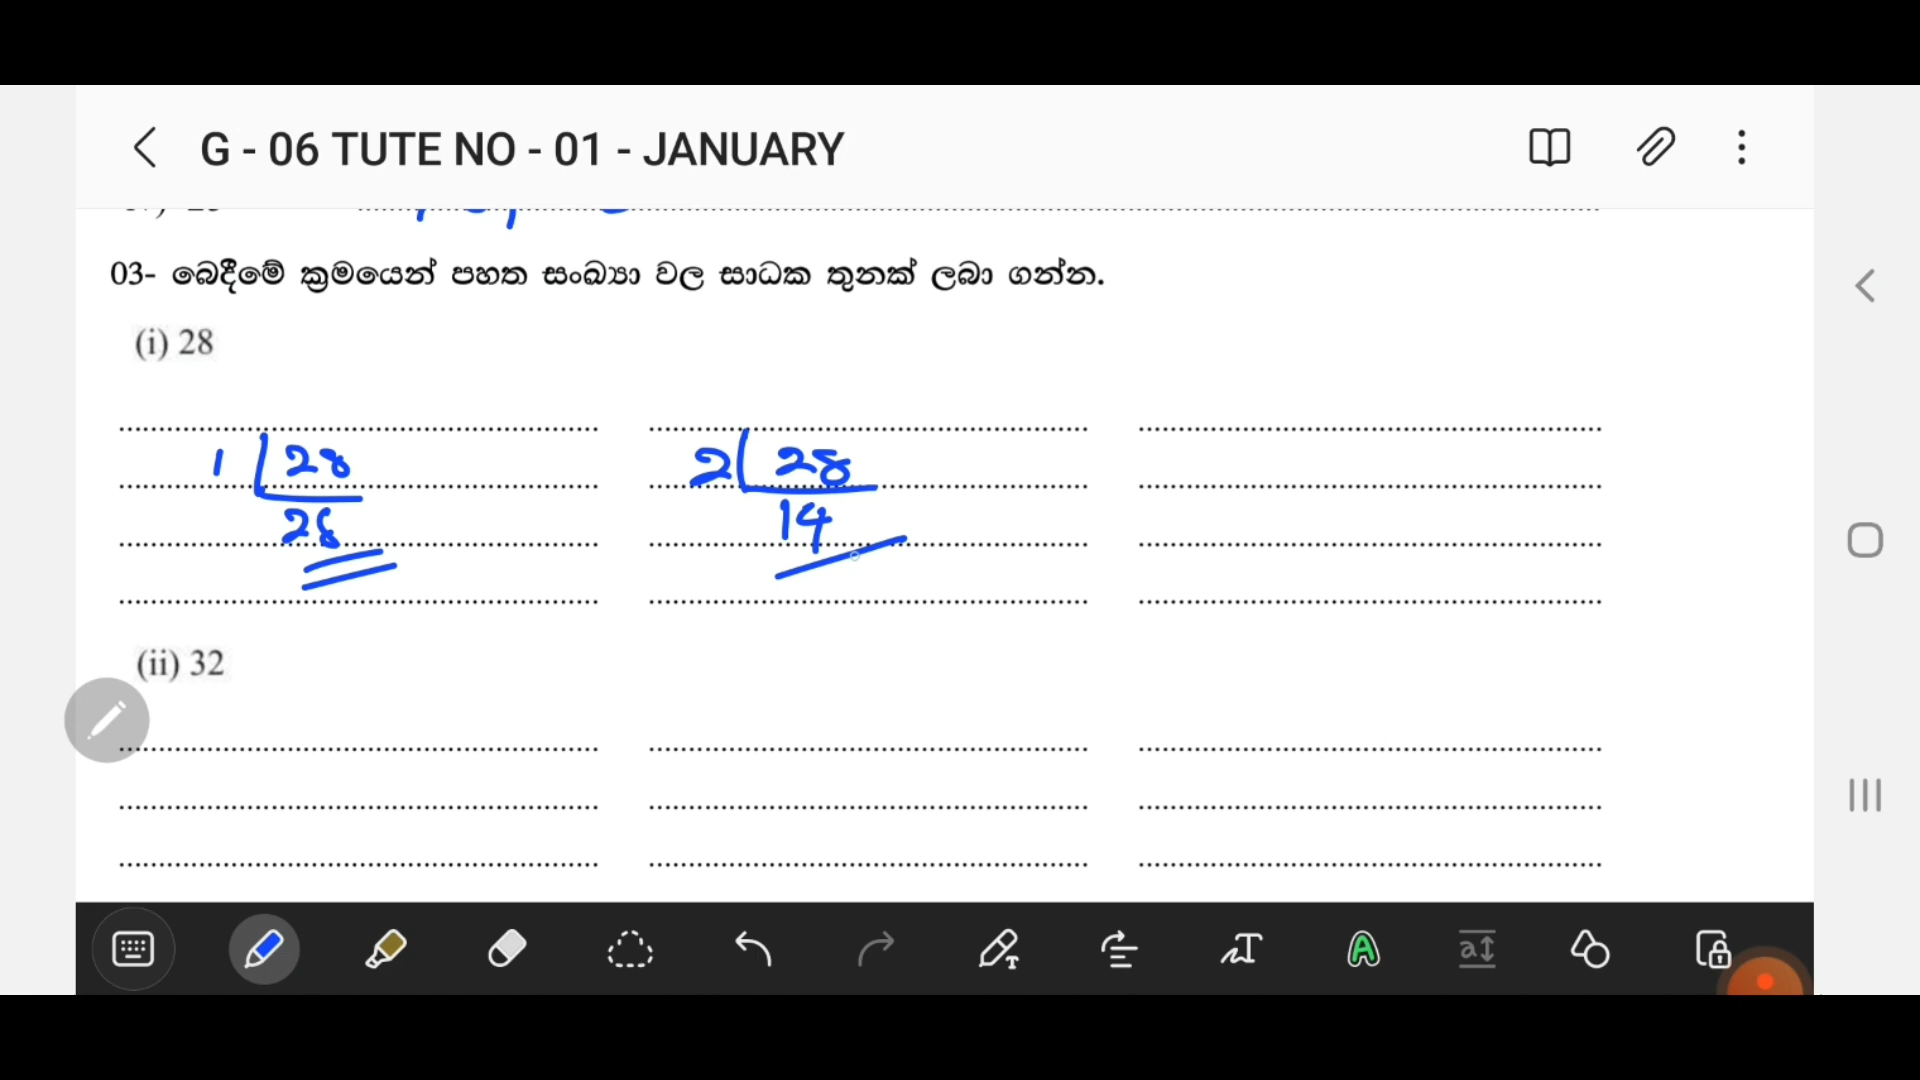 G - 06 TUTE NO - 01 - JANUARY
03- බෙදීමේ ක්‍රමයෙන් පහත සංඛ්‍යා වල සාධක තුනක් ලබා ගන්න.
(i) 28
1 28
28
2 28
14
(ii) 32